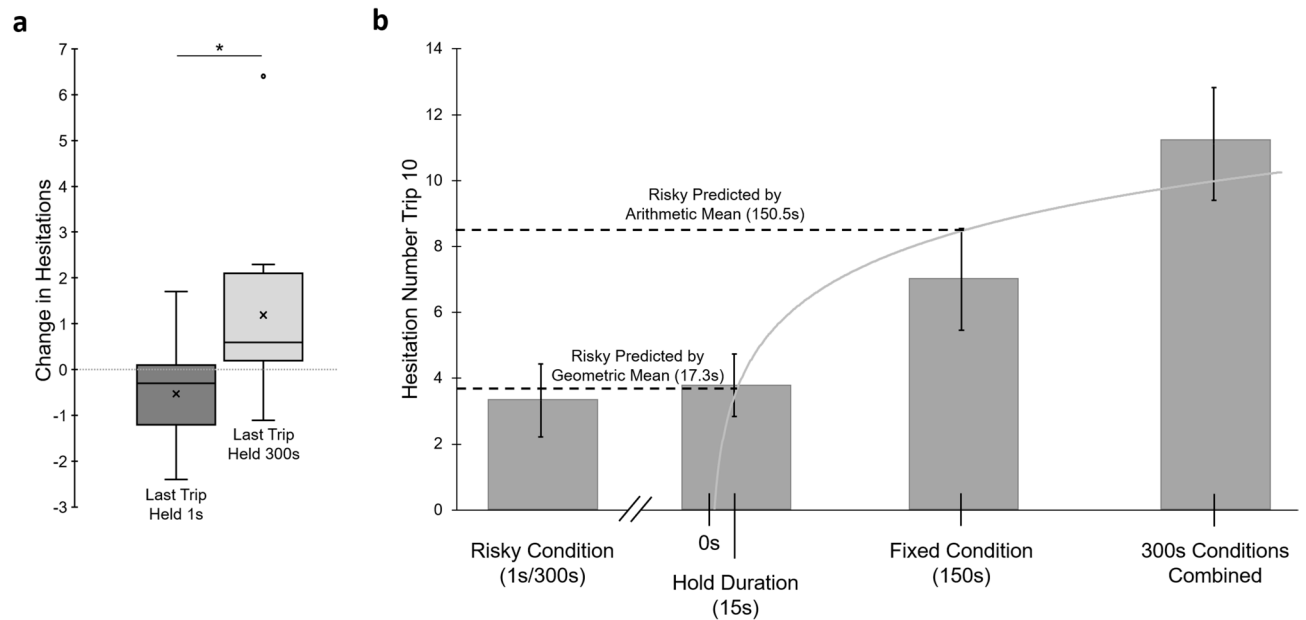 a
7
6
5
4
3
2
1
0
-1
-2
-3
Change in Hesitations
*
Last Trip
Held 1s
Last Trip
Held 300s
b
14
12
10
8
6
4
2
0
Hesitation Number Trip 10
Risky Predicted by
Arithmetic Mean (150.5s)
Risky Predicted by
Geometric Mean (17.3s)
Risky Condition
(1s/300s)
0s
Hold Duration
(15s)
Fixed Condition
(150s)
300s Conditions
Combined